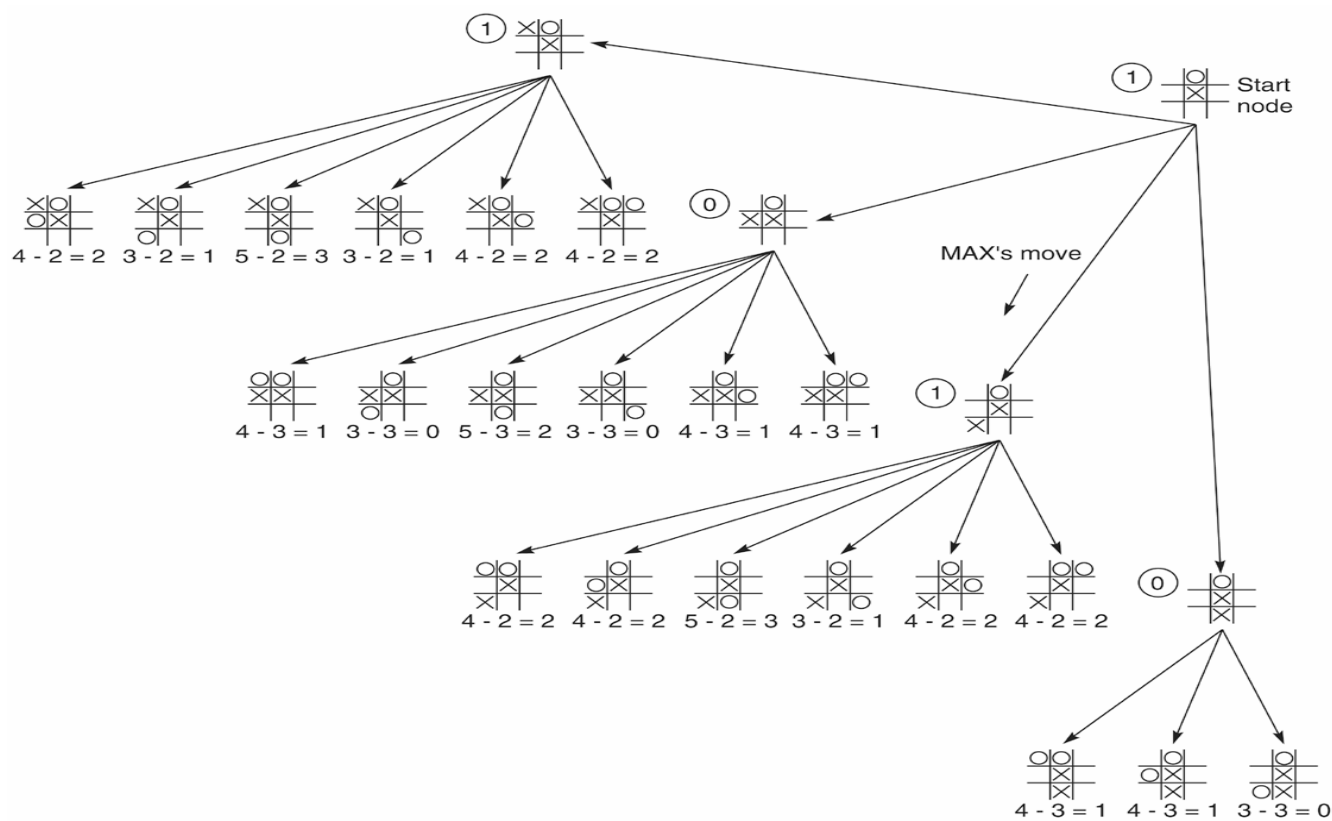 1
1
Start
node
4 - 2 = 2 3 - 2 = 1 5 - 2 = 3 3 - 2 = 1 4 - 2 = 2 4 - 2 = 2
0
MAX's move
4 - 3 = 1 3 - 3 = 0 5 - 3 = 2 3 - 3 = 0 4 - 3 = 1 4 - 3 = 1
1
4 - 2 = 2 4 - 2 = 2 5 - 2 = 3 3 - 2 = 1 4 - 2 = 2 4 - 2 = 2
0
4 - 3 = 1 4 - 3 = 1 3 - 3 = 0